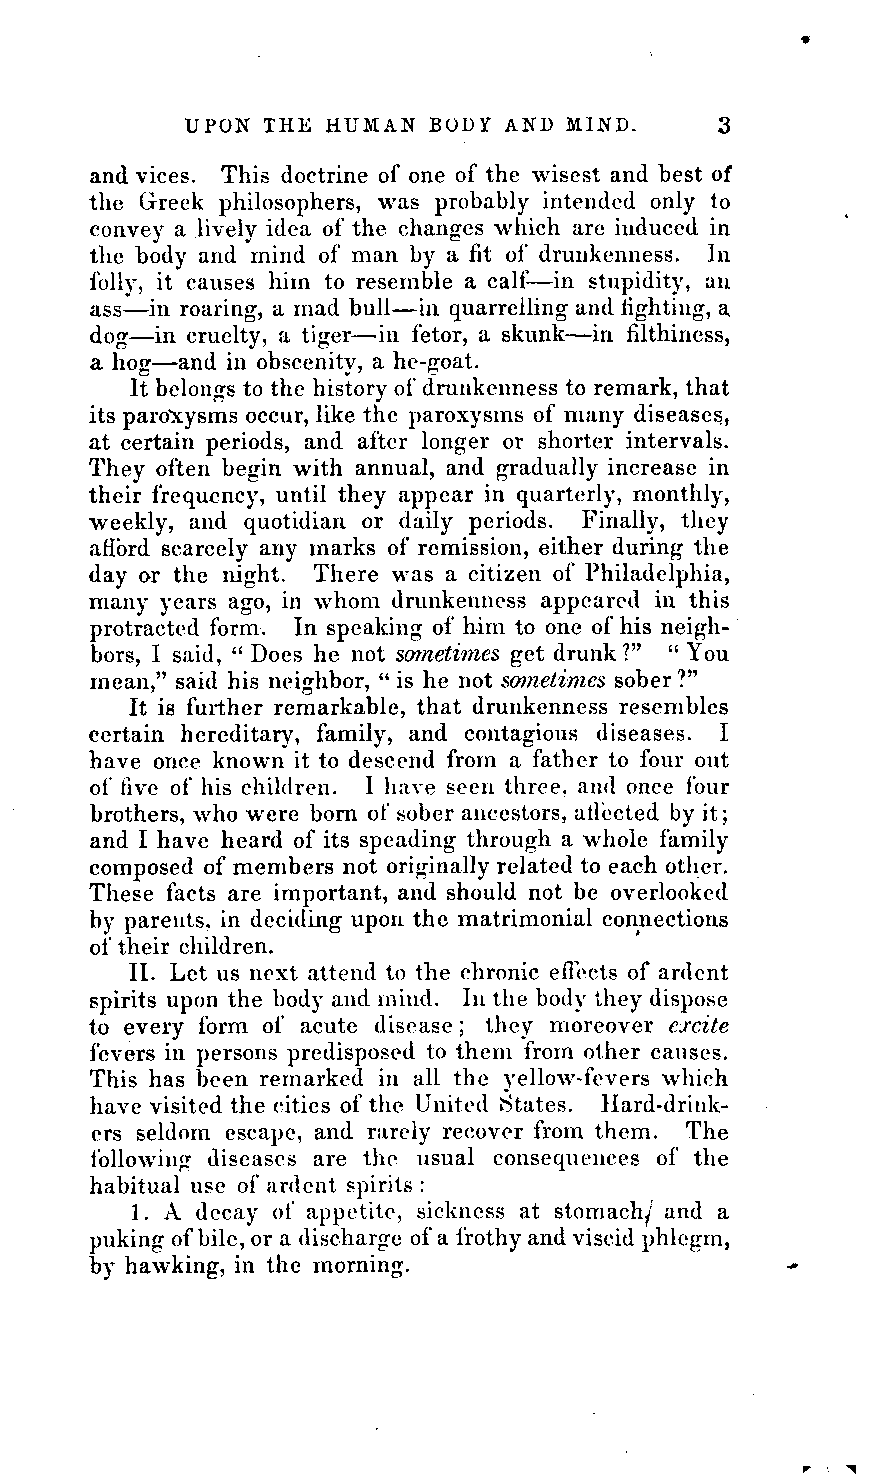 UPON THE HUMAN BODY AND MIND. 3
and vices. This doctrine of one of the wisest and best of
the Greek philosophers, was probably intended only to
convey a lively idea of the changes which are induced in
the body and mind of man by a fit of drunkenness. In
folly, it causes him to resemble a calf—in stupidity, an
ass—in roaring, a mad bull—in quarrelling and fighting, a
dog—in cruelty, a tiger—in fetor, a skunk—in filthiness,
a hog—and in obscenity, a he-goat.
It belongs to the history of drunkenness to remark, that
its paroxysms occur, like the paroxysms of many diseases,
at certain periods, and after longer or shorter intervals.
They often begin with annual, and gradually increase in
their frequency, until they appear in quarterly, monthly,
weekly, and quotidian or daily periods. Finally, they
afford scarcely any marks of remission, either during the
day or the night. There was a citizen of Philadelphia,
many years ago, in whom drunkenness appeared in this
protracted form. In speaking of him to one of his neigh-
bors, I said, “ Does he not sometimes get drunk ?” “ You
mean,” said his neighbor, “ is he not sometimes sober ?”
It is further remarkable, that drunkenness resembles
certain hereditary, family, and contagious diseases. I
have once known it to descend from a father to four out
of five of his children. I have seen three, and once four
brothers, who were born of sober ancestors, affected by it;
and I have heard of its speading through a whole family
composed of members not originally related to each other.
These facts are important, and should not be overlooked
by parents, in deciding upon the matrimonial connections
of their children.
II. Let us next attend to the chronic effects of ardent
spirits upon the body and mind. In the body they dispose
to every form of acute disease; they moreover excite
fevers in persons predisposed to them from other causes.
This has been remarked in all the yellow-fevers which
have visited the cities of the United States. Hard-drink-
ers seldom escape, and rarely recover from them. The
following diseases are the usual consequences of the
habitual use of ardent spirits :
1. A decay of appetite, sickness at stomach, and a
puking of bile, or a discharge of a frothy and viscid phlegm,
by hawking, in the morning.